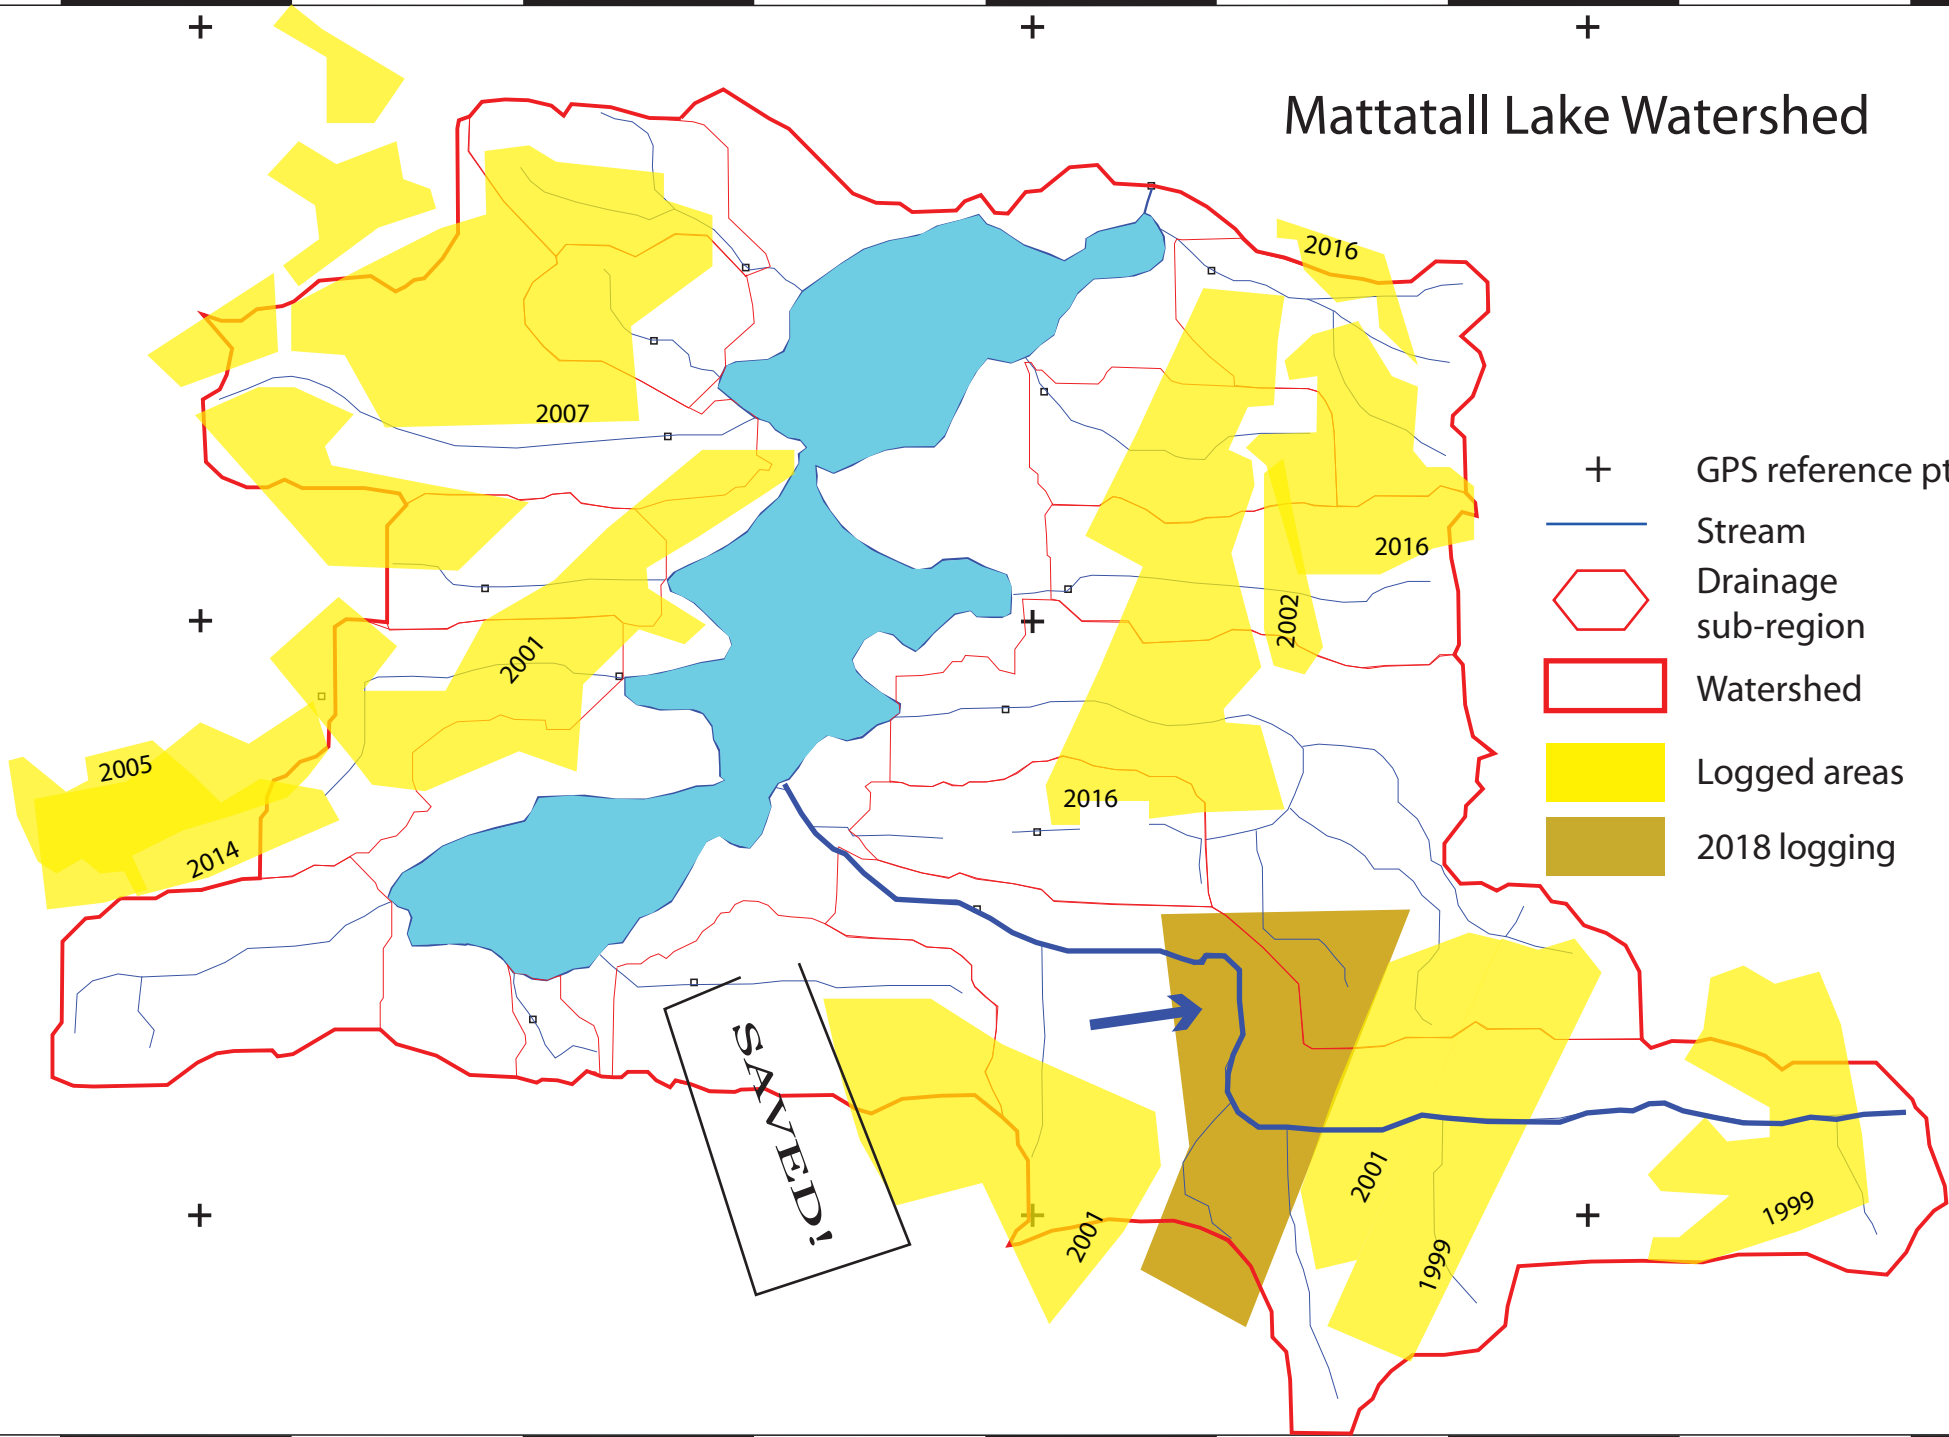 Mattatall Lake Watershed
2016
2007
2016
2002
2001
2016
2005
2014
SAVED!
2001
2001
1999
1999
+ GPS reference pt
Stream
Drainage
sub-region
Watershed
Logged areas
2018 logging